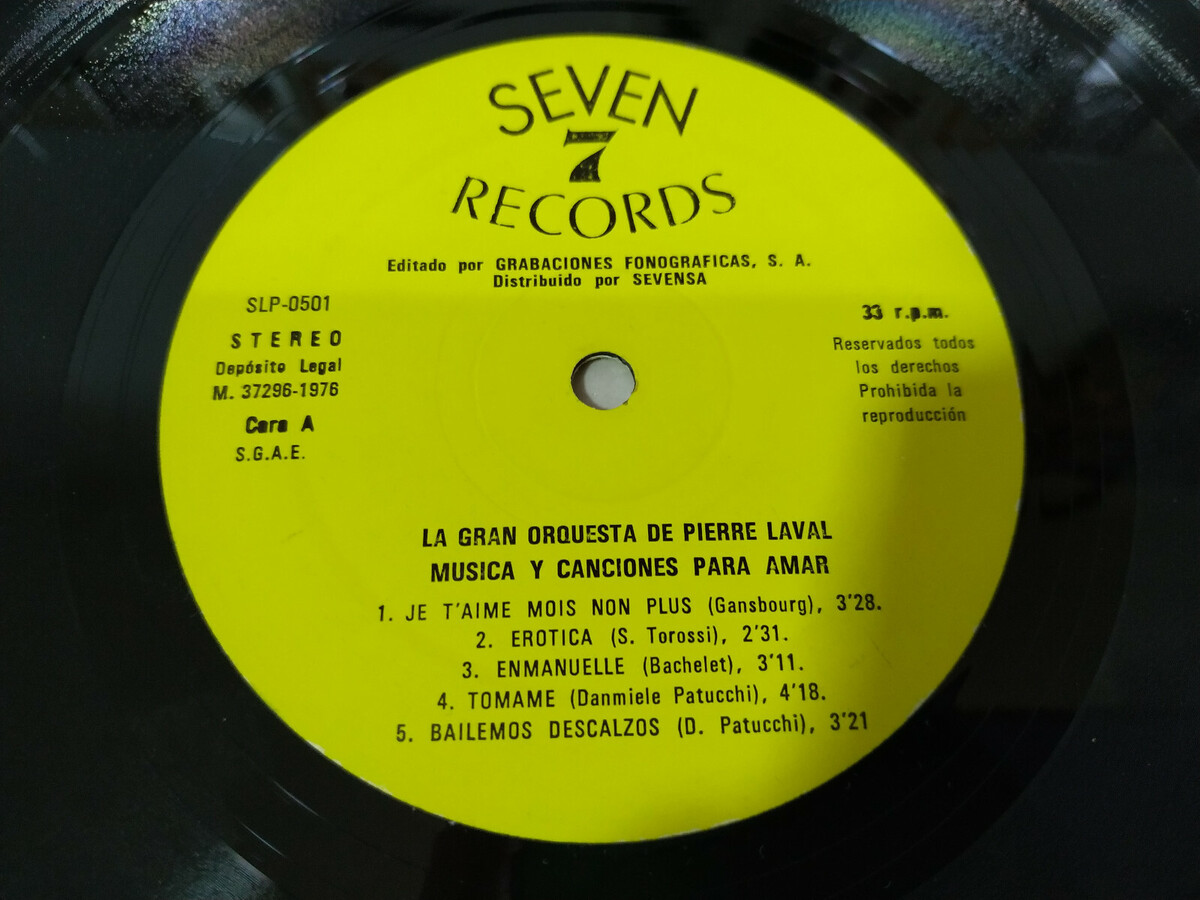 SEVEN
7
RECORDS
Editado por GRABACIONES FONOGRAFICAS, S. A.
Distribuido por SEVENSA
SLP-0501
STEREO
Depósito Legal
M. 37296-1976
Cara A
S.G.A.E.
33 r.p.m.
Reservados todos
los derechos
Prohibida la
reproducción
LA GRAN ORQUESTA DE PIERRE LAVAL
MUSICA Y CANCIONES PARA AMAR
1. JE T'AIME MOIS NON PLUS (Gansbourg), 3'28.
2. EROTICA (S. Torossi), 2'31.
3. ENMANUELLE (Bachelet), 3'11.
4. TOMAME (Danmiele Patucchi), 4'18.
5. BAILEMOS DESCALZOS (D. Patucchi), 3'21